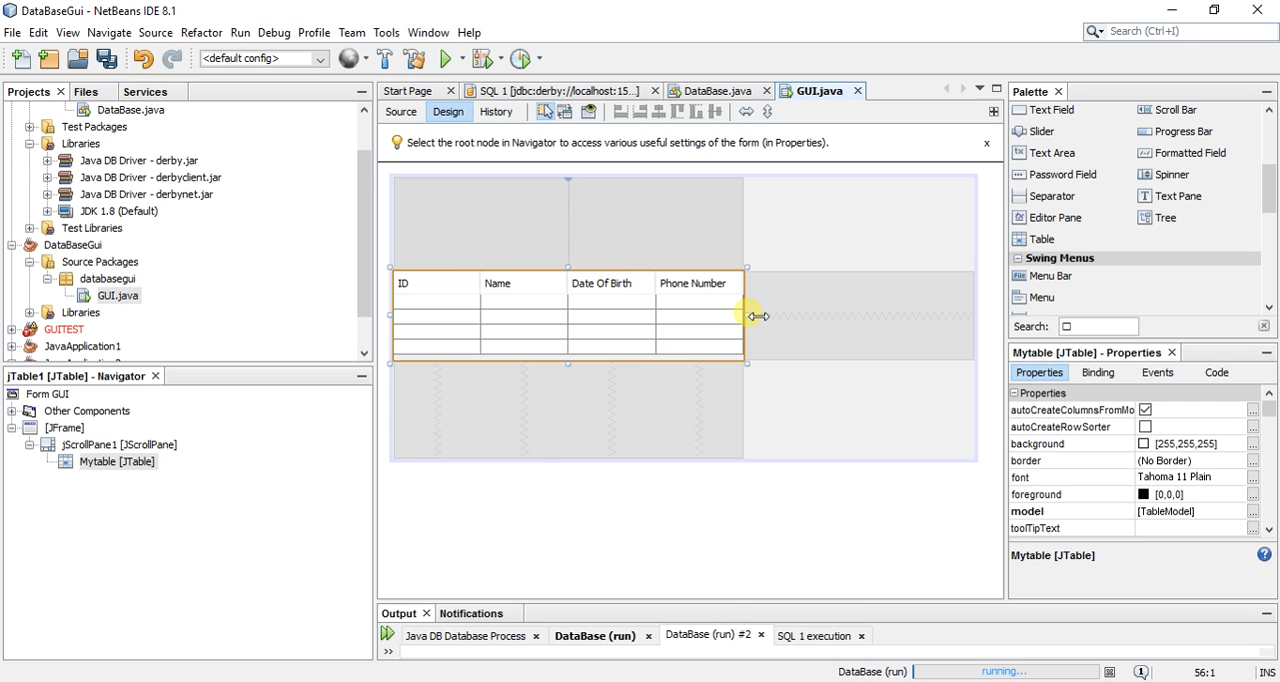 DataBaseGui - NetBeans IDE 8.1
File Edit View Navigate Source Refactor Run Debug Profile Team Tools Window Help
Search (Ctrl+I)
<default config>
Projects Files Services
DataBase.java
Test Packages
Libraries
Java DB Driver - derby.jar
Java DB Driver - derbyclient.jar
Java DB Driver - derbynet.jar
JDK 1.8 (Default)
Test Libraries
DataBaseGui
Source Packages
databasegui
GUI.java
Libraries
GUITEST
JavaApplication1
jTable1 [JTable] - Navigator
Form GUI
Other Components
[JFrame]
jScrollPane1 [JScrollPane]
Mytable [JTable]
Start Page SQL 1 [jdbc:derby://localhost:15...] DataBase.java GUI.java
Source Design History
Select the root node in Navigator to access various useful settings of the form (in Properties). x
ID Name Date Of Birth Phone Number
Output Notifications
Java DB Database Process DataBase (run) DataBase (run) #2 SQL 1 execution
>>
Palette
Text Field Scroll Bar
Slider Progress Bar
Text Area Formatted Field
Password Field Spinner
Separator Text Pane
Editor Pane Tree
Table
Swing Menus
Menu Bar
Menu
Search:
Mytable [JTable] - Properties
Properties Binding Events Code
Properties
autoCreateColumnsFromMo
autoCreateRowSorter
background [255,255,255]
border (No Border)
font Tahoma 11 Plain
foreground [0,0,0]
model [TableModel]
toolTipText
Mytable [JTable]
DataBase (run) running... 56:1 INS